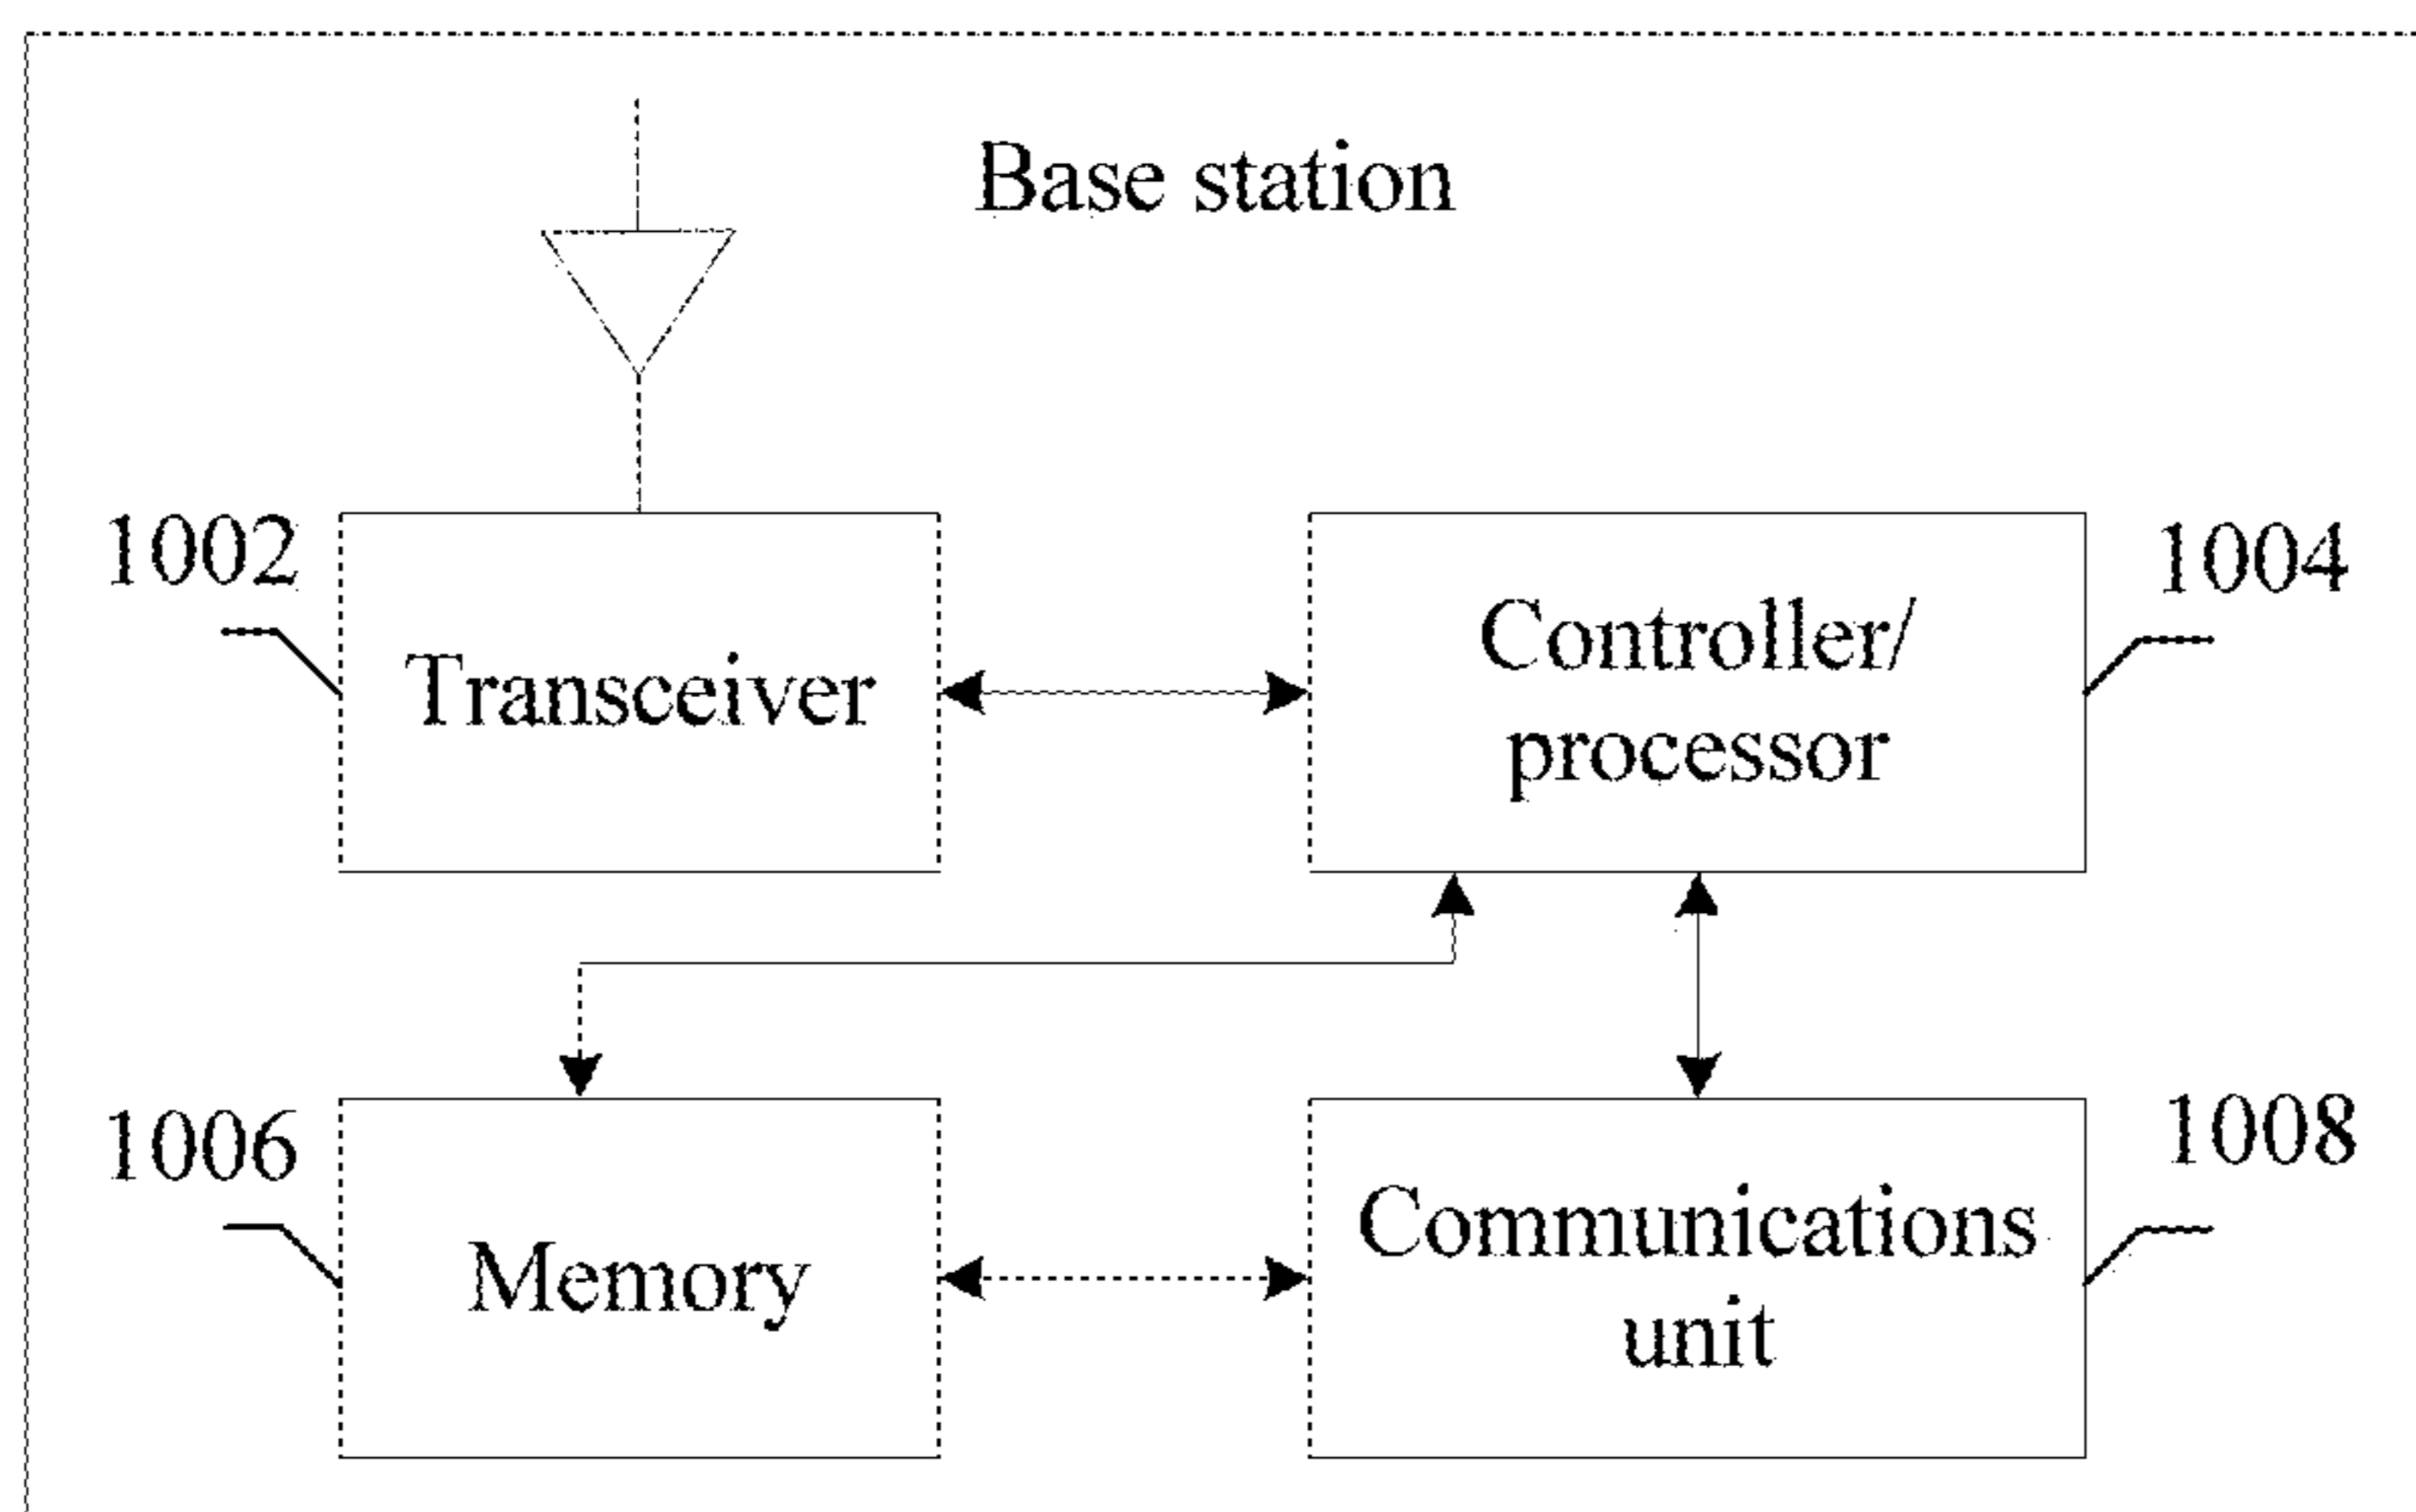 Base station
1002
Transceiver
Controller/
processor
1004
1006
Memory
Communications
unit
1008